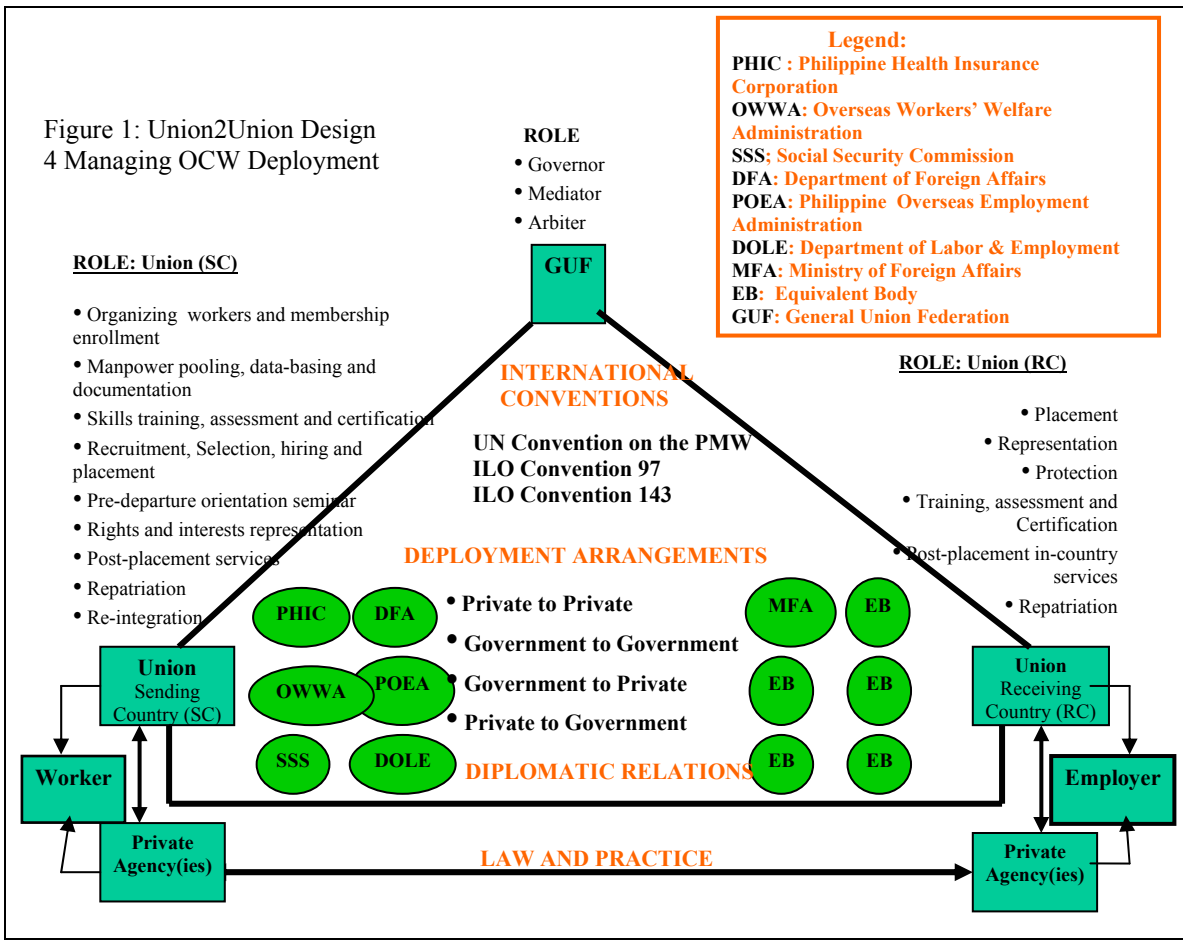 Figure 1: Union2Union Design
4 Managing OCW Deployment
Legend:
PHIC : Philippine Health Insurance
Corporation
OWWA: Overseas Workers’ Welfare
Administration
SSS; Social Security Commission
DFA: Department of Foreign Affairs
POEA: Philippine Overseas Employment
Administration
DOLE: Department of Labor & Employment
MFA: Ministry of Foreign Affairs
EB: Equivalent Body
GUF: General Union Federation
ROLE
• Governor
• Mediator
• Arbiter
GUF
ROLE: Union (SC)
• Organizing workers and membership
enrollment
• Manpower pooling, data-basing and
documentation
• Skills training, assessment and certification
• Recruitment, Selection, hiring and
placement
• Pre-departure orientation seminar
• Rights and interests representation
• Post-placement services
• Repatriation
• Re-integration
INTERNATIONAL
CONVENTIONS
UN Convention on the PMW
ILO Convention 97
ILO Convention 143
ROLE: Union (RC)
• Placement
• Representation
• Protection
• Training, assessment and
Certification
• Post-placement in-country
services
• Repatriation
DEPLOYMENT ARRANGEMENTS
• Private to Private
• Government to Government
• Government to Private
• Private to Government
PHIC
DFA
OWWA
POEA
SSS
DOLE
MFA
EB
EB
EB
EB
EB
DIPLOMATIC RELATIONS
Union
Sending
Country (SC)
Union
Receiving
Country (RC)
Worker
Employer
Private
Agency(ies)
LAW AND PRACTICE
Private
Agency(ies)